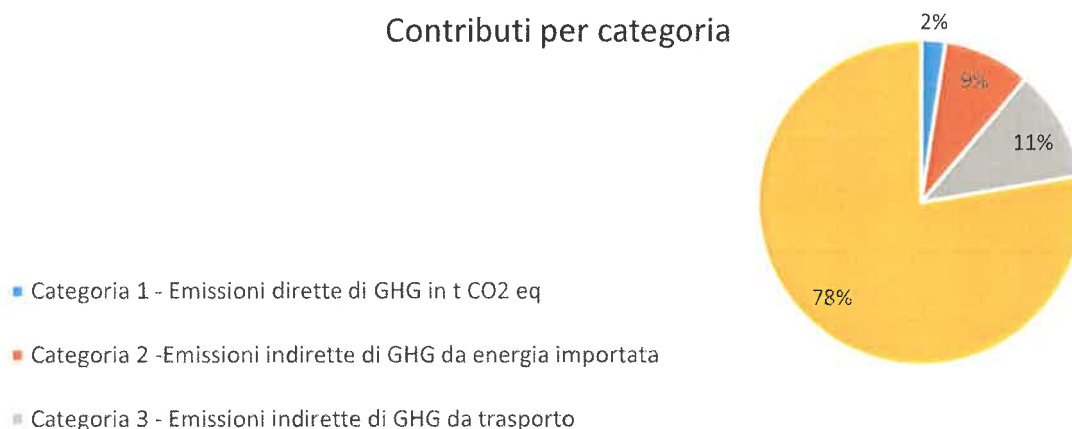 Contributi per categoria
2%
9%
11%
78%
Categoria 1 - Emissioni dirette di GHG in t CO2 eq
Categoria 2 -Emissioni indirette di GHG da energia importata
Categoria 3 - Emissioni indirette di GHG da trasporto